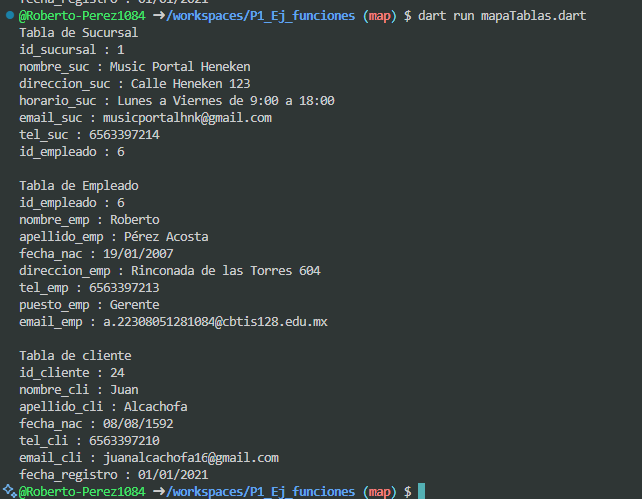 fecha_registro : 01/01/2021
@Roberto-Perez1084 ➜/workspaces/P1_Ej_funciones (map) $ dart run mapaTablas.dart
Tabla de Sucursal
id_sucursal : 1
nombre_suc : Music Portal Heneken
direccion_suc : Calle Heneken 123
horario_suc : Lunes a Viernes de 9:00 a 18:00
email_suc : musicportalhnk@gmail.com
tel_suc : 6563397214
id_empleado : 6
Tabla de Empleado
id_empleado : 6
nombre_emp : Roberto
apellido_emp : Pérez Acosta
fecha_nac : 19/01/2007
direccion_emp : Rinconada de las Torres 604
tel_emp : 6563397213
puesto_emp : Gerente
email_emp : a.22308051281084@cbtis128.edu.mx
Tabla de cliente
id_cliente : 24
nombre_cli : Juan
apellido_cli : Alcachofa
fecha_nac : 08/08/1592
tel_cli : 6563397210
email_cli : juanalcachofa16@gmail.com
fecha_registro : 01/01/2021
@Roberto-Perez1084 ➜/workspaces/P1_Ej_funciones (map) $